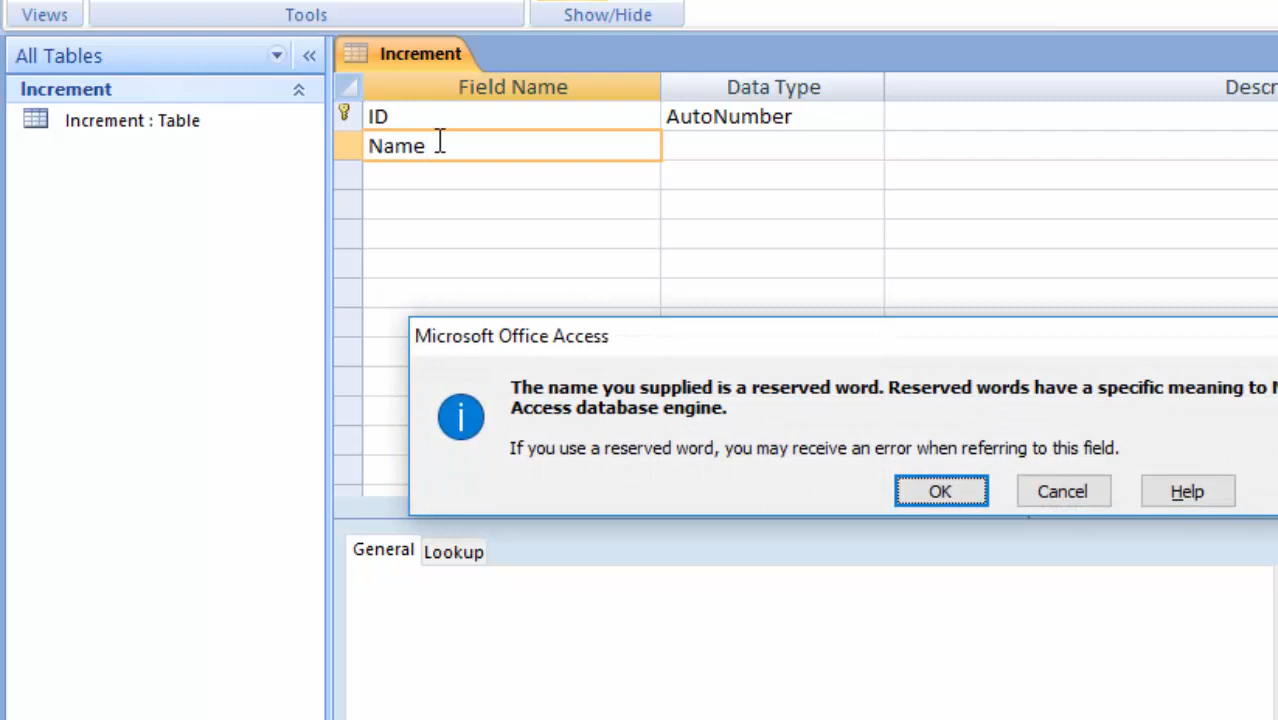 Views Tools Show/Hide
All Tables
Increment
Increment
Increment : Table
Field Name Data Type Descr
ID AutoNumber
Name
Microsoft Office Access
The name you supplied is a reserved word. Reserved words have a specific meaning to
Access database engine.
If you use a reserved word, you may receive an error when referring to this field.
OK Cancel Help
General Lookup